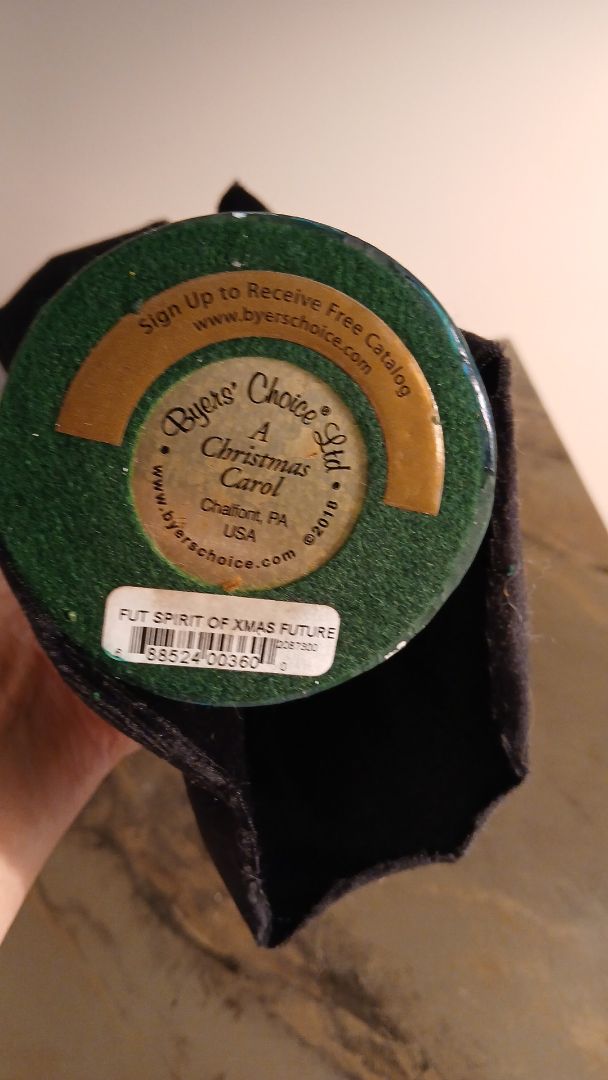 Sign Up to Receive Free Catalog
www.byerschoice.com
Byers' Choice® Ltd
A
Christmas
Carol
Chalfont, PA
USA
©2018
www.byerschoice.com
FUT SPIRIT OF XMAS FUTURE
88524 00360 0